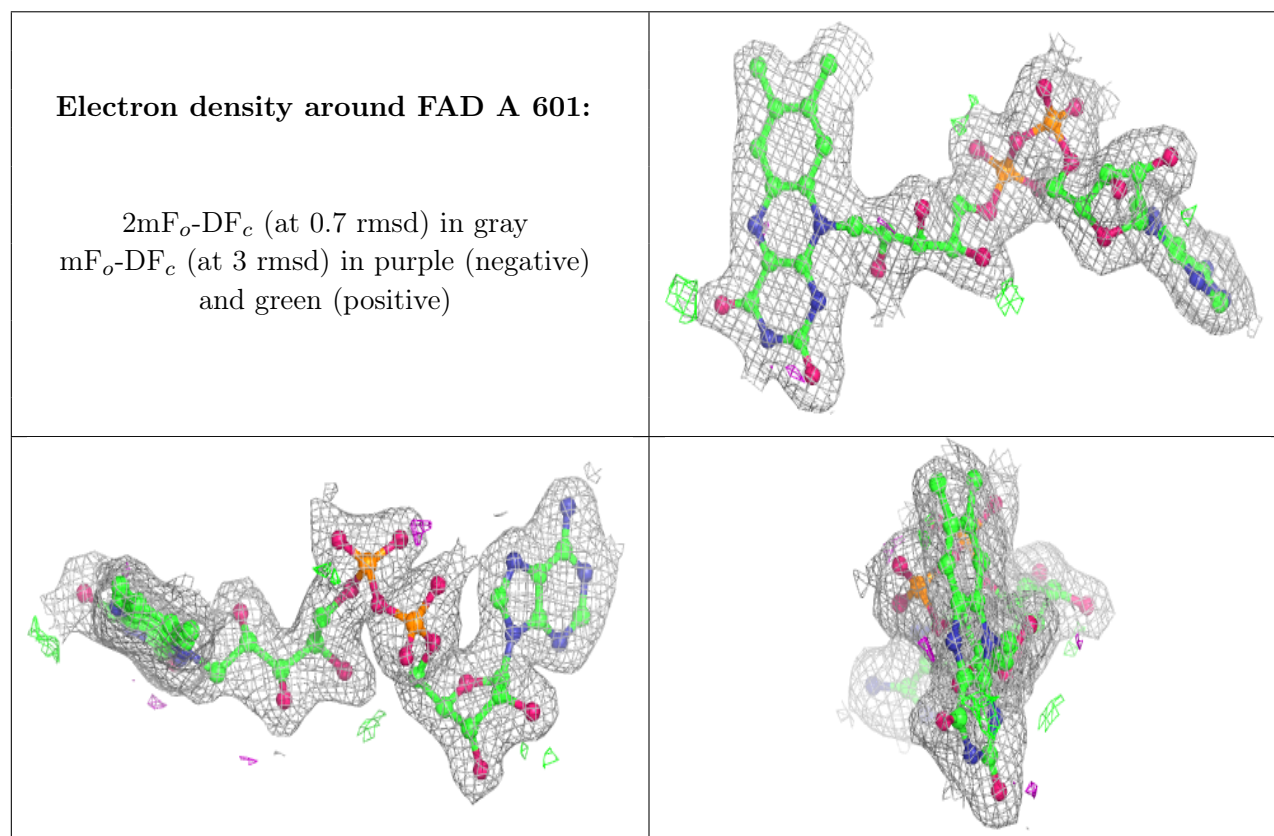 Electron density around FAD A 601:
2mFo-DFc (at 0.7 rmsd) in gray
mFo-DFc (at 3 rmsd) in purple (negative)
and green (positive)